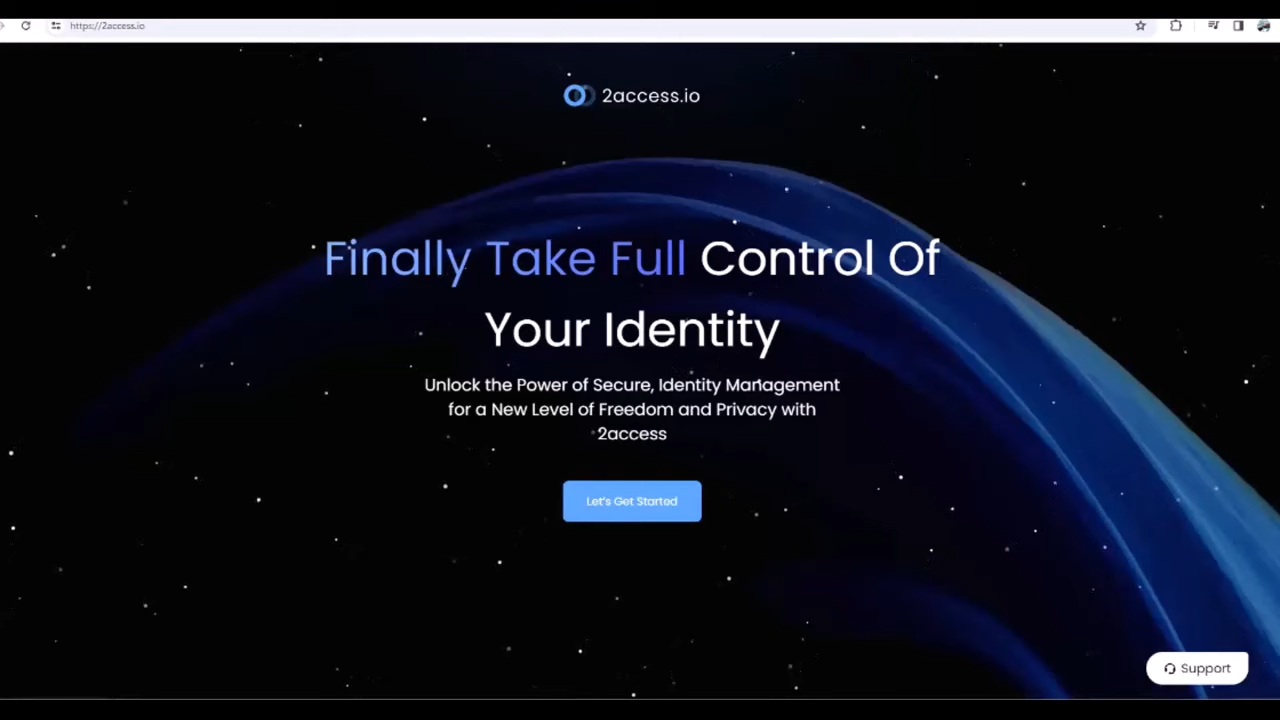 https://2access.io
2access.io
Finally Take Full Control Of
Your Identity
Unlock the Power of Secure, Identity Management
for a New Level of Freedom and Privacy with
2access
Let's Get Started
Support